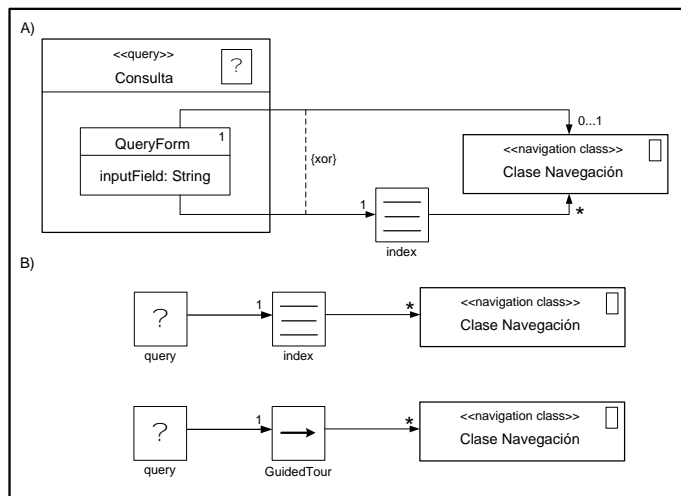 A)
<<query>>
?
Consulta
QueryForm
1
inputField: String
{xor}
0...1
<<navigation class>>
Clase Navegación
1
*
index
B)
?
query
1
index
*
<<navigation class>>
Clase Navegación
?
query
1
GuidedTour
*
<<navigation class>>
Clase Navegación